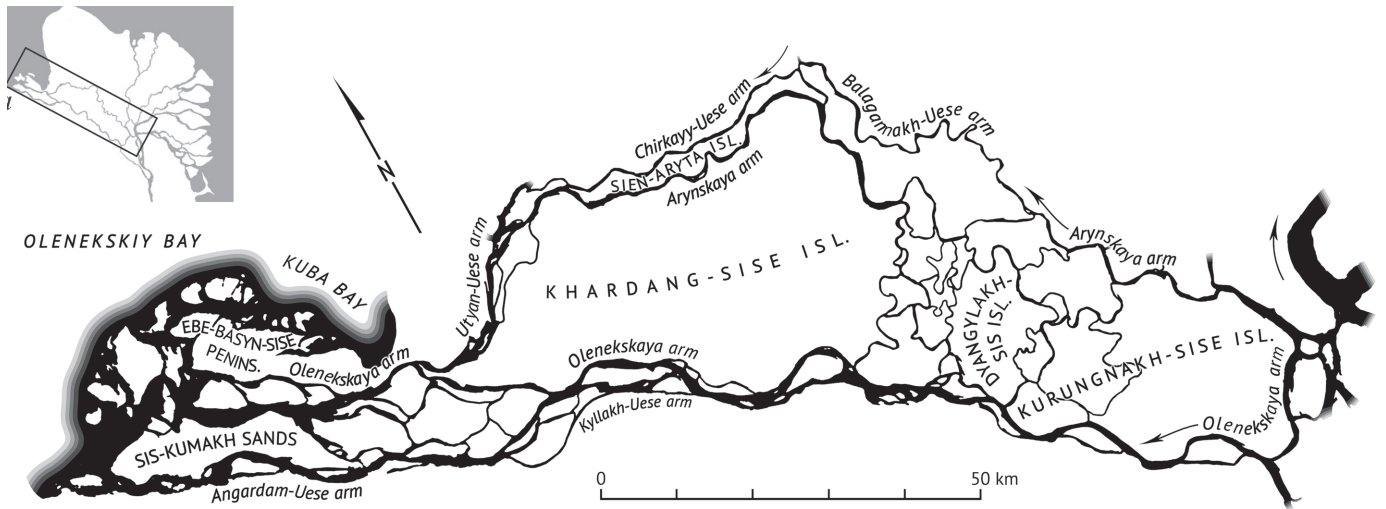 OLENEKSKIY BAY
KUBA BAY
N
Chirkayy-Uese arm
Balagannakh-Uese arm
SIEN-ARYTA ISL.
Arynskaya arm
Utyan-Uese arm
KHARDANG-SISE ISL.
Arynskaya arm
DYANGYLAKH-
SIS ISL.
KURUNGNAKH-SISE ISL.
EBE-BASYN-SISE
PENINS.
Olenekskaya arm
Olenekskaya arm
Kyllakh-Uese arm
Olenekskaya arm
SIS-KUMAKH SANDS
Angardam-Uese arm
0
50 km